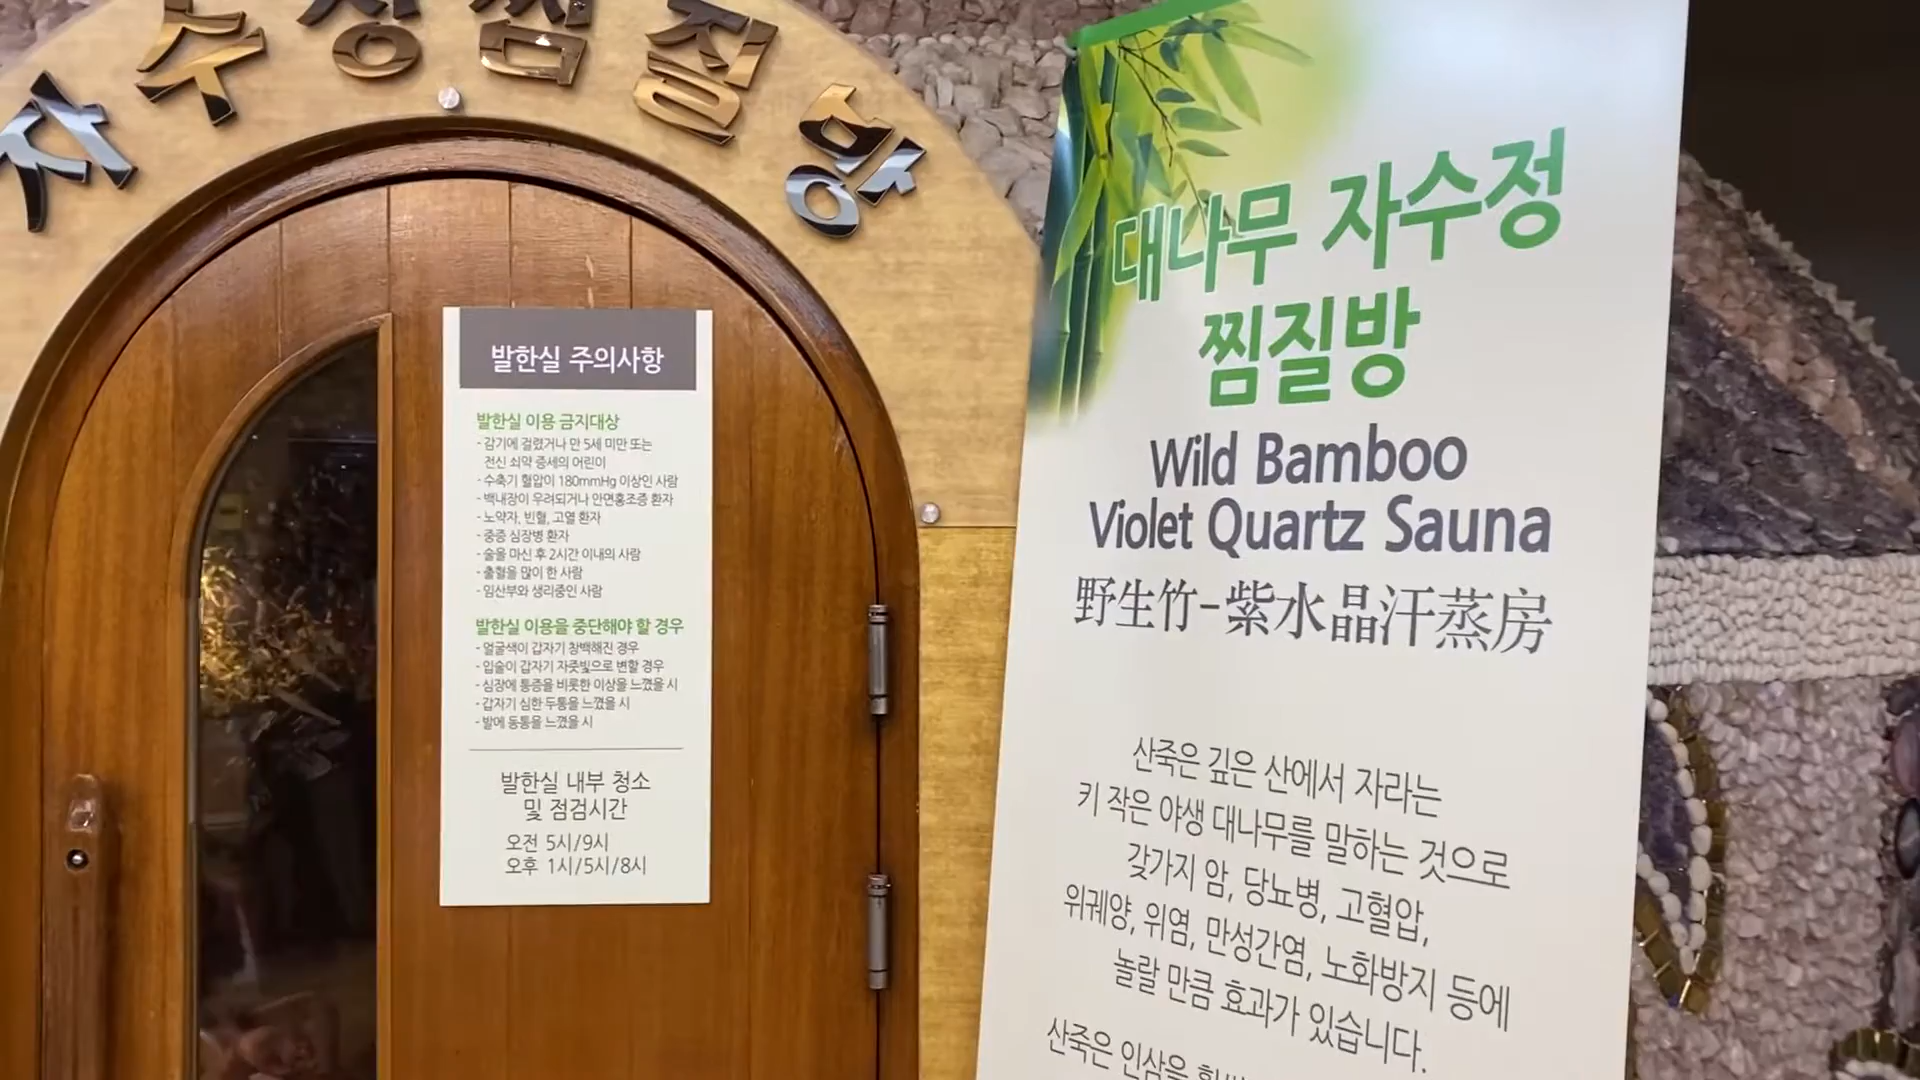 자수정찜질방
발한실 주의사항
발한실 이용 금지대상
- 감기에 걸렸거나 만 5세 미만 또는
전신 쇠약 증세의 어린이
- 수축기 혈압이 180mmHg 이상인 사람
- 백내장이 우려되거나 안면홍조증 환자
- 노약자, 빈혈, 고열 환자
- 중증 심장병 환자
- 술을 마신 후 2시간 이내의 사람
- 출혈을 많이 한 사람
- 임산부와 생리중인 사람
발한실 이용을 중단해야 할 경우
- 얼굴색이 갑자기 창백해진 경우
- 입술이 갑자기 자줏빛으로 변할 경우
- 심장에 통증을 비롯한 이상을 느꼈을 시
- 갑자기 심한 두통을 느꼈을 시
- 발에 동통을 느꼈을 시
발한실 내부 청소
및 점검시간
오전 5시/9시
오후 1시/5시/8시
대나무 자수정
찜질방
Wild Bamboo
Violet Quartz Sauna
野生竹-紫水晶汗蒸房
산죽은 깊은 산에서 자라는
키 작은 야생 대나무를 말하는 것으로
갖가지 암, 당뇨병, 고혈압,
위궤양, 위염, 만성간염, 노화방지 등에
놀랄 만큼 효과가 있습니다.
산죽은 인삼을